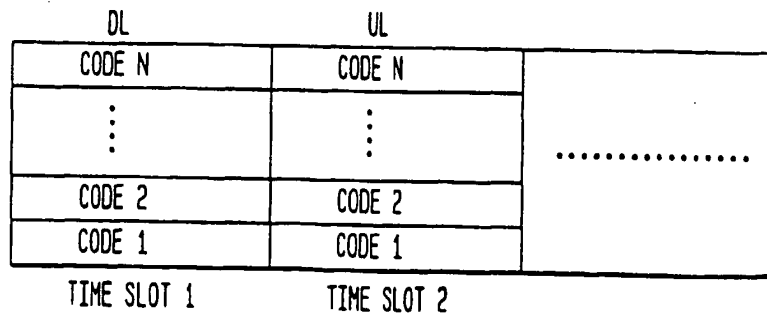 DL UL
CODE N CODE N
CODE 2 CODE 2
CODE 1 CODE 1
TIME SLOT 1 TIME SLOT 2